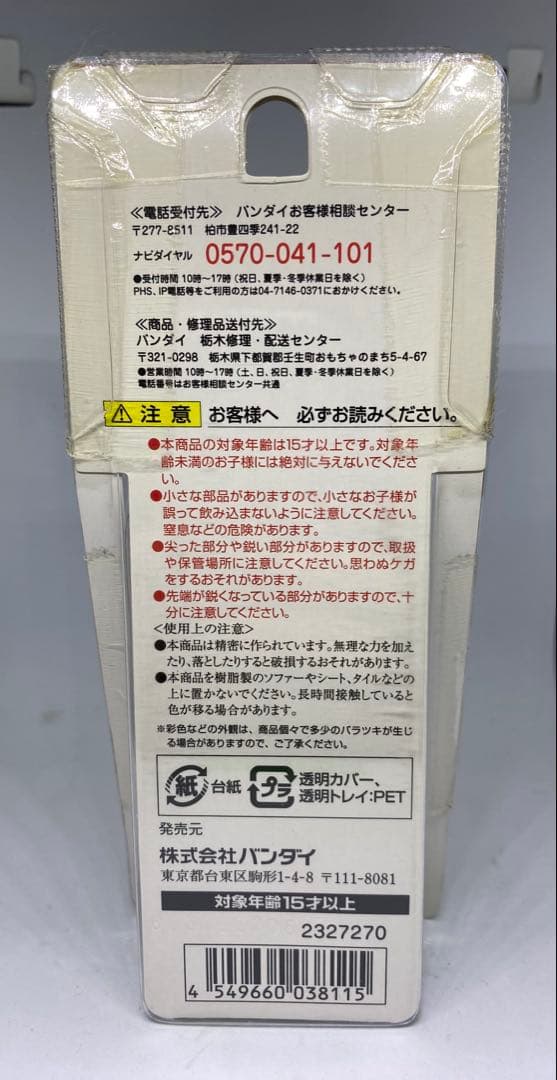 ≪電話受付先≫ バンダイお客様相談センター
〒277-8511 柏市豊四季241-22
ナビダイヤル 0570-041-101
●受付時間 10時〜17時(祝日、夏季・冬季休業日を除く)
PHS、IP電話等をご利用の方は04-7146-0371におかけください。
≪商品・修理品送付先≫
バンダイ 栃木修理・配送センター
〒321-0298 栃木県下都賀郡壬生町おもちゃのまち5-4-67
●営業時間 10時〜17時(土、日、祝日、夏季・冬季休業日を除く)
電話番号はお客様相談センター共通
⚠注意 お客様へ 必ずお読みください。
●本商品の対象年齢は15才以上です。対象年
齢未満のお子様には絶対に与えないでくださ
い。
●小さな部品がありますので、小さなお子様が
誤って飲み込まないように注意してください。
窒息などの危険があります。
●尖った部分や鋭い部分がありますので、取扱
や保管場所に注意してください。思わぬケガ
をするおそれがあります。
●先端が鋭くなっている部分がありますので、十
分に注意してください。
<使用上の注意>
●本商品は精密に作られています。無理な力を加え
たり、落としたりすると破損するおそれがあります。
●本商品を樹脂製のソファーやシート、タイルなどの
上に置かないでください。長時間接触していると
色が移る場合があります。
※彩色などの外観は、商品個々で多少のバラツキが生じ
る場合がありますので、ご了承ください。
紙 台紙 プラ 透明カバー、
透明トレイ:PET
発売元
株式会社バンダイ
東京都台東区駒形1-4-8 〒111-8081
対象年齢15才以上
2327270
4 549660 038115